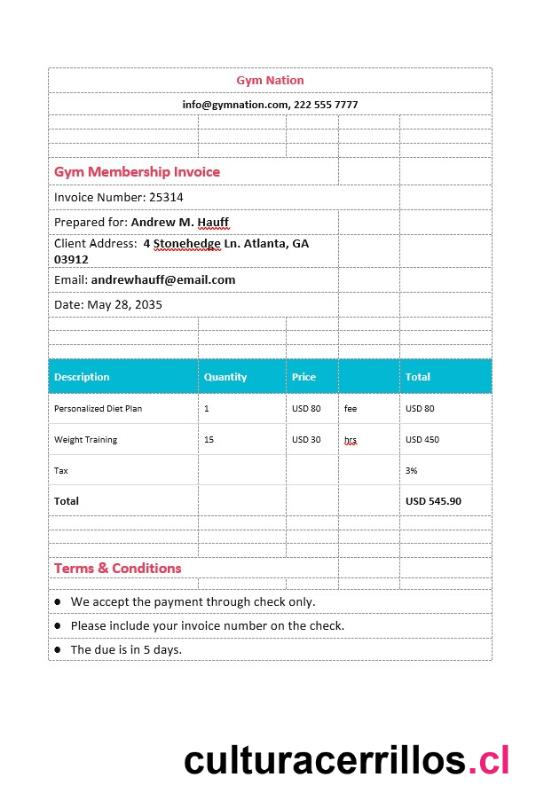 Gym Nation
info@gymnation.com, 222 555 7777
Gym Membership Invoice
Invoice Number: 25314
Prepared for: Andrew M. Hauff
Client Address: 4 Stonehedge Ln. Atlanta, GA
03912
Email: andrewhauff@email.com
Date: May 28, 2035
Description Quantity Price Total
Personalized Diet Plan 1 USD 80 fee USD 80
Weight Training 15 USD 30 hrs USD 450
Tax 3%
Total USD 545.90
Terms & Conditions
● We accept the payment through check only.
● Please include your invoice number on the check.
● The due is in 5 days.
culturacerrillos.cl